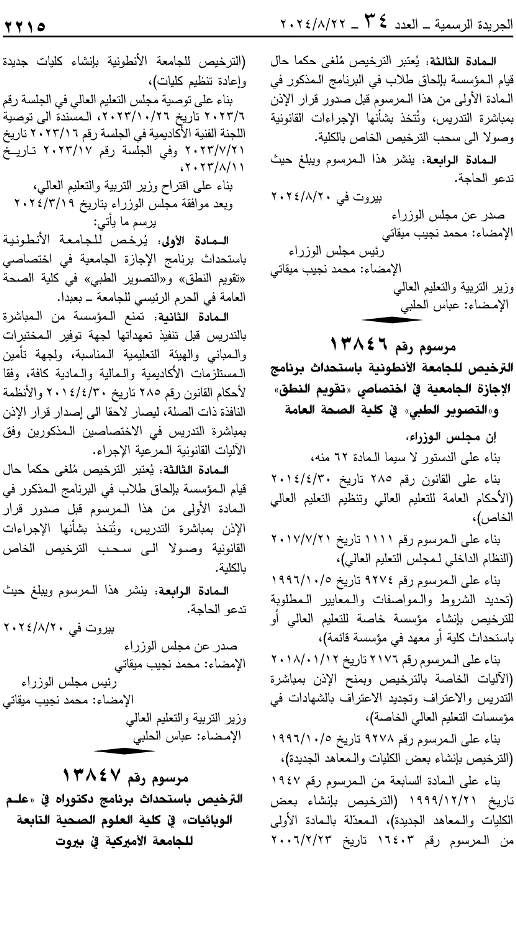 الجريدة الرسمية – العدد ٣٤ – ٢٠٢٤/٨/٢٢
٢٢١٥
المادة الثالثة: يُعتبر الترخيص مُلغى حكما حال
قيام المؤسسة بإلحاق طلاب في البرنامج المذكور في
المادة الأولى من هذا المرسوم قبل صدور قرار الإذن
بمباشرة التدريس، وتُتخذ بشأنها الإجراءات القانونية
وصولا الى سحب الترخيص الخاص بالكلية.
المادة الرابعة: ينشر هذا المرسوم ويبلغ حيث
تدعو الحاجة.
بيروت في ٢٠٢٤/٨/٢٠
صدر عن مجلس الوزراء
الإمضاء: محمد نجيب ميقاتي
رئيس مجلس الوزراء
الإمضاء: محمد نجيب ميقاتي
وزير التربية والتعليم العالي
الإمضاء: عباس الحلبي
مرسوم رقم ١٣٨٤٦
الترخيص للجامعة الأنطونية باستحداث برنامج
الإجازة الجامعية في اختصاصي «تقويم النطق»
و«التصوير الطبي» في كلية الصحة العامة
إن مجلس الوزراء،
بناء على الدستور لا سيما المادة ٦٢ منه،
بناء على القانون رقم ٢٨٥ تاريخ ٢٠١٤/٤/٣٠
(الأحكام العامة للتعليم العالي وتنظيم التعليم العالي
الخاص)،
بناء على المرسوم رقم ١١١١ تاريخ ٢٠١٧/٧/٢١
(النظام الداخلي لمجلس التعليم العالي)،
بناء على المرسوم رقم ٩٢٧٤ تاريخ ١٩٩٦/١٠/٥
(تحديد الشروط والمواصفات والمعايير المطلوبة
للترخيص بإنشاء مؤسسة خاصة للتعليم العالي أو
باستحداث كلية أو معهد في مؤسسة قائمة)،
بناء على المرسوم رقم ٢١٧٦ تاريخ ٢٠١٨/٠١/١٢
(الآليات الخاصة بالترخيص وبمنح الإذن بمباشرة
التدريس والاعتراف وتجديد الاعتراف بالشهادات في
مؤسسات التعليم العالي الخاصة)،
بناء على المرسوم رقم ٩٢٧٨ تاريخ ١٩٩٦/١٠/٥
(الترخيص بإنشاء بعض الكليات والمعاهد الجديدة)،
بناء على المادة السابعة من المرسوم رقم ١٩٤٧
تاريخ ١٩٩٩/١٢/٢١ (الترخيص بإنشاء بعض
الكليات والمعاهد الجديدة)، المعدّلة بالمادة الأولى
من المرسوم رقم ١٦٤٠٣ تاريخ ٢٠٠٦/٢/٢٣
(الترخيص للجامعة الأنطونية بإنشاء كليات جديدة
وإعادة تنظيم كليات)،
بناء على توصية مجلس التعليم العالي في الجلسة رقم
٢٠٢٣/٦ تاريخ ٢٠٢٣/١٠/٢٦، المسندة الى توصية
اللجنة الفنية الأكاديمية في الجلسة رقم ٢٠٢٣/١٦ تاريخ
٢٠٢٣/٧/٢١ وفي الجلسة رقم ٢٠٢٣/١٧ تاريخ
٢٠٢٣/٨/١١،
بناء على اقتراح وزير التربية والتعليم العالي،
وبعد موافقة مجلس الوزراء بتاريخ ٢٠٢٤/٣/١٩
يرسم ما يأتي:
المادة الأولى: يُرخص للجامعة الأنطونية
باستحداث برنامج الإجازة الجامعية في اختصاصي
«تقويم النطق» و«التصوير الطبي» في كلية الصحة
العامة في الحرم الرئيسي للجامعة – بعبدا.
المادة الثانية: تمنع المؤسسة من المباشرة
بالتدريس قبل تنفيذ تعهداتها لجهة توفير المختبرات
والمباني والهيئة التعليمية المناسبة، ولجهة تأمين
المستلزمات الأكاديمية والمالية والمادية كافة، وفقا
لأحكام القانون رقم ٢٨٥ تاريخ ٢٠١٤/٤/٣٠ والأنظمة
النافذة ذات الصلة، ليصار لاحقا الى إصدار قرار الإذن
بمباشرة التدريس في الاختصاصين المذكورين وفق
الآليات القانونية المرعية الإجراء.
المادة الثالثة: يُعتبر الترخيص مُلغى حكما حال
قيام المؤسسة بإلحاق طلاب في البرنامج المذكور في
المادة الأولى من هذا المرسوم قبل صدور قرار
الإذن بمباشرة التدريس، وتُتخذ بشأنها الإجراءات
القانونية وصولا الى سحب الترخيص الخاص
بالكلية.
المادة الرابعة: ينشر هذا المرسوم ويبلغ حيث
تدعو الحاجة.
بيروت في ٢٠٢٤/٨/٢٠
صدر عن مجلس الوزراء
الإمضاء: محمد نجيب ميقاتي
رئيس مجلس الوزراء
الإمضاء: محمد نجيب ميقاتي
وزير التربية والتعليم العالي
الإمضاء: عباس الحلبي
مرسوم رقم ١٣٨٤٧
الترخيص باستحداث برنامج دكتوراه في «علم
الوبائيات» في كلية العلوم الصحية التابعة
للجامعة الأميركية في بيروت